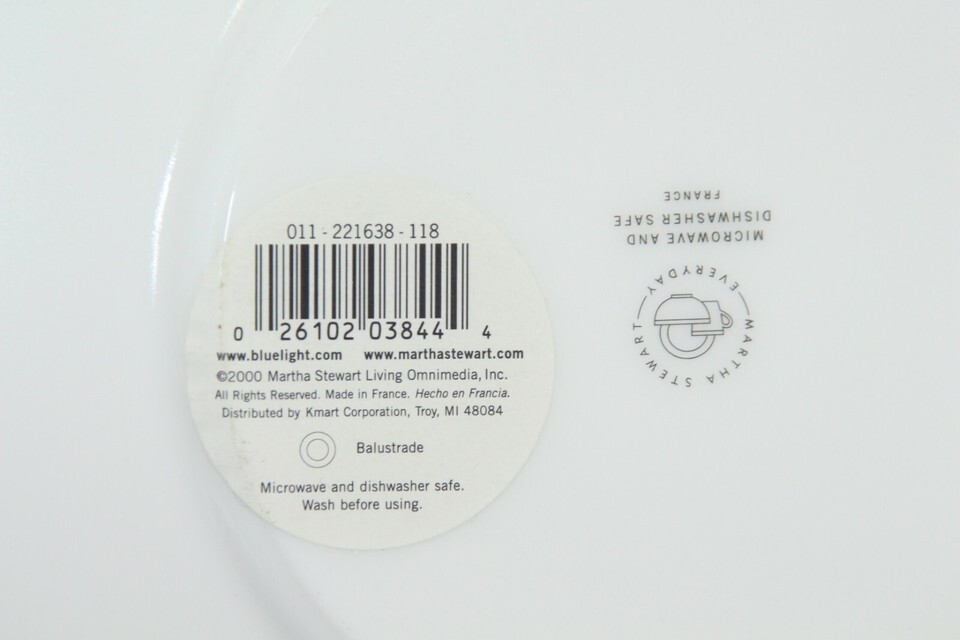 011-221638-118
0 26102 03844 4
www.bluelight.com www.marthastewart.com
©2000 Martha Stewart Living Omnimedia, Inc.
All Rights Reserved. Made in France. Hecho en Francia.
Distributed by Kmart Corporation, Troy, MI 48084
Balustrade
Microwave and dishwasher safe.
Wash before using.
MARTHA STEWART
EVERYDAY
MICROWAVE AND
DISHWASHER SAFE
FRANCE